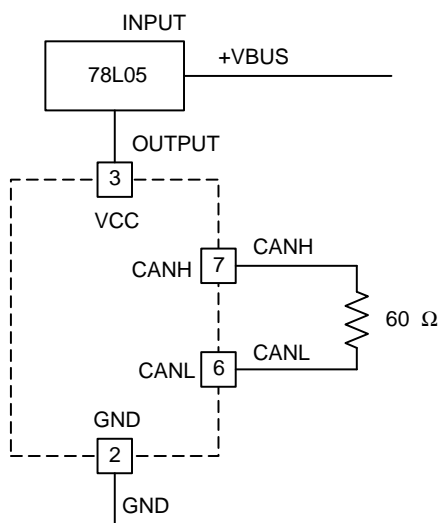 INPUT
78L05
+VBUS
OUTPUT
3
VCC
CANH
7
CANH
60 Ω
CANL
6
CANL
GND
2
GND